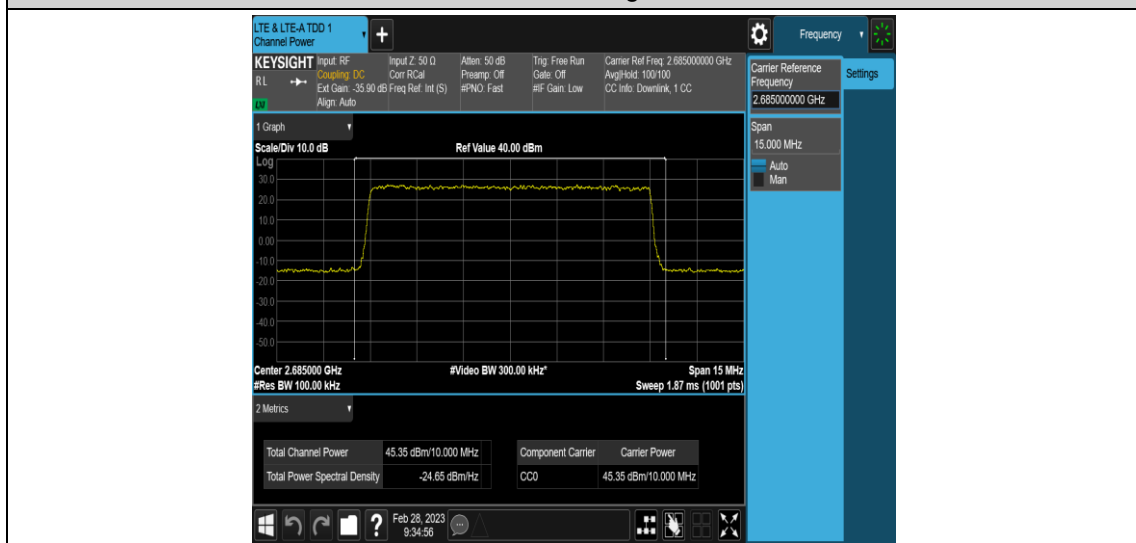 LTE & LTE-A TDD 1
Channel Power
Frequency
KEYSIGHT
RL
LXI
Input: RF
Coupling: DC
Ext Gain: -35.90 dB
Align: Auto
Input Z: 50 Ω
Corr RCal
Freq Ref: Int (S)
Atten: 50 dB
Preamp: Off
#PNO: Fast
Trig: Free Run
Gate: Off
#IF Gain: Low
Carrier Ref Freq: 2.685000000 GHz
Avg|Hold: 100/100
CC Info: Downlink, 1 CC
Carrier Reference
Frequency
2.685000000 GHz
Settings
Span
15.000 MHz
Auto
Man
1 Graph
Scale/Div 10.0 dB
Ref Value 40.00 dBm
Log
30.0
20.0
10.0
0.00
-10.0
-20.0
-30.0
-40.0
-50.0
Center 2.685000 GHz
#Video BW 300.00 kHz*
Span 15 MHz
#Res BW 100.00 kHz
Sweep 1.87 ms (1001 pts)
2 Metrics
Total Channel Power 45.35 dBm/10.000 MHz
Total Power Spectral Density -24.65 dBm/Hz
Component Carrier Carrier Power
CC0 45.35 dBm/10.000 MHz
?
Feb 28, 2023
9:34:56